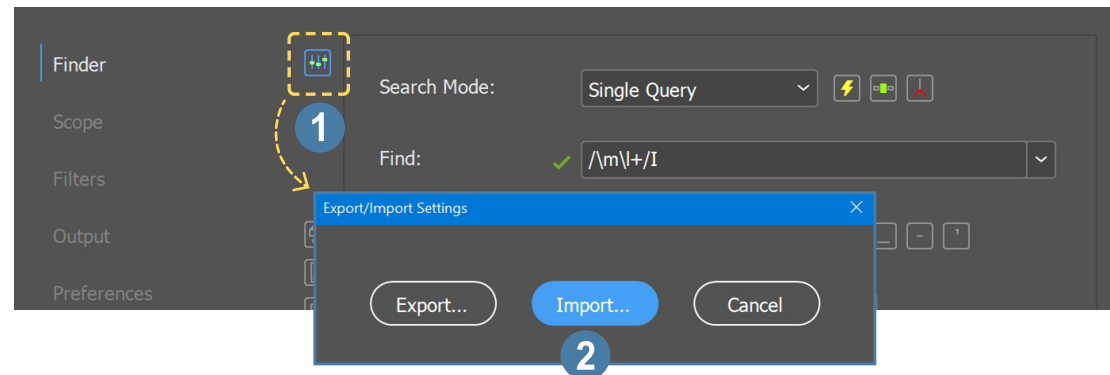 Finder
Search Mode:
Single Query
Scope
1
Find:
/\m\l+/I
Filters
Export/Import Settings
Output
_ - ’
Preferences
Export...
Import...
Cancel
2